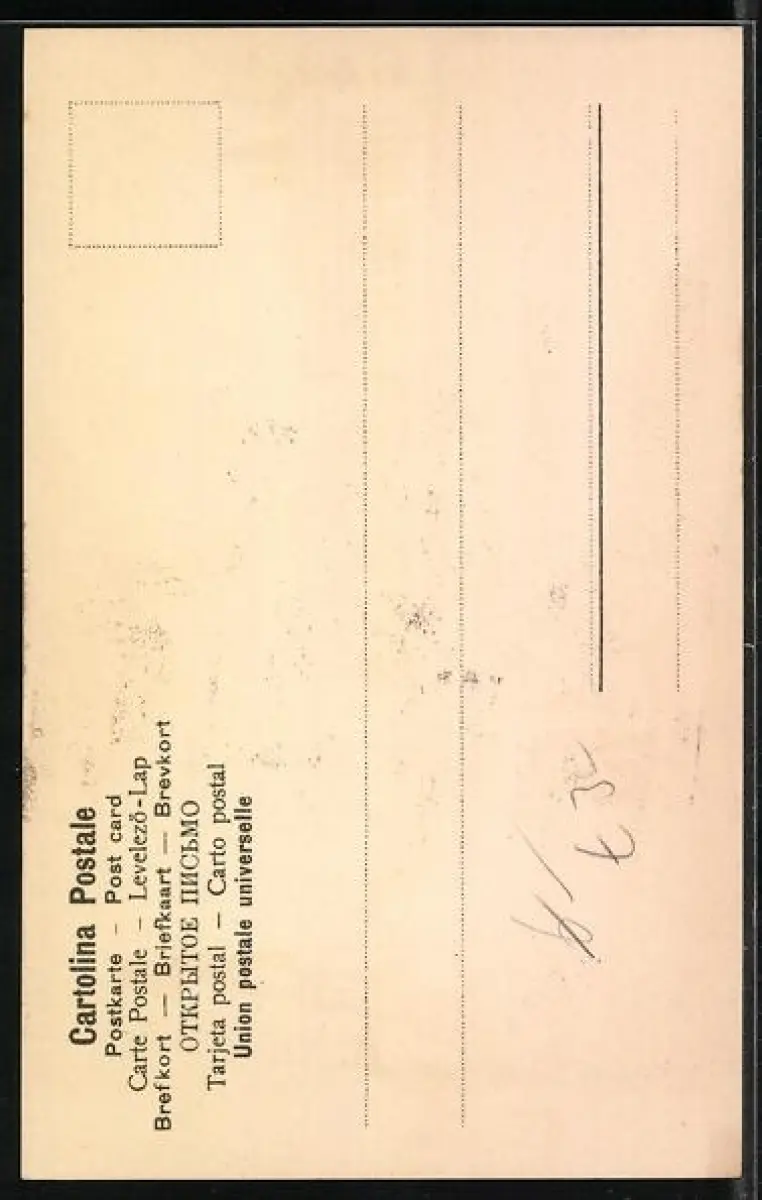 Cartolina Postale
Postkarte – Post card
Carte Postale – Levelező-Lap
Brefkort — Briefkaart — Brevkort
ОТКРЫТОЕ ПИСЬМО
Tarjeta postal — Carto postal
Union postale universelle